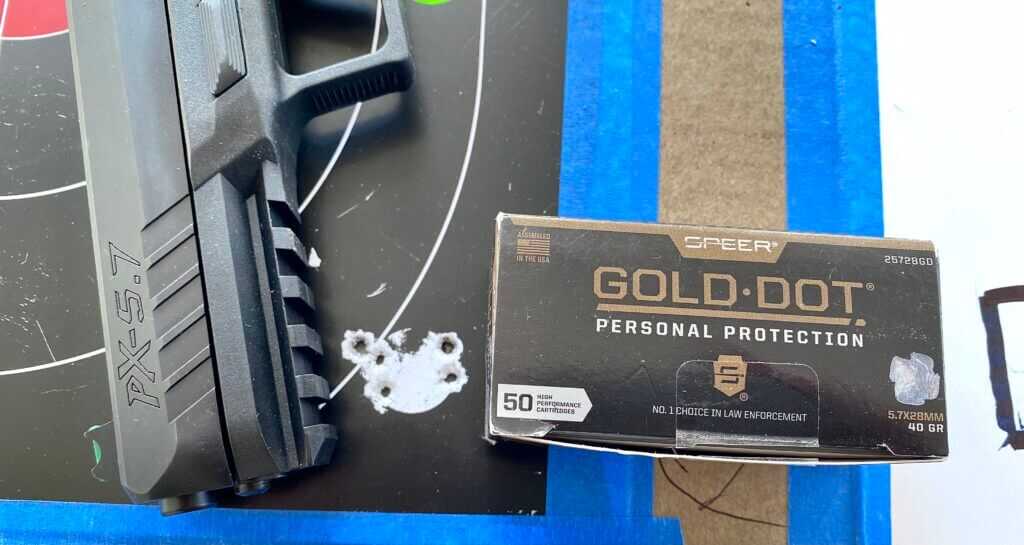 PX-5.7
ASSEMBLED
IN THE USA
SPEER®
25728GD
GOLD·DOT®
PERSONAL PROTECTION
50 HIGH
PERFORMANCE
CARTRIDGES
NO. 1 CHOICE IN LAW ENFORCEMENT
5.7X28MM
40 GR